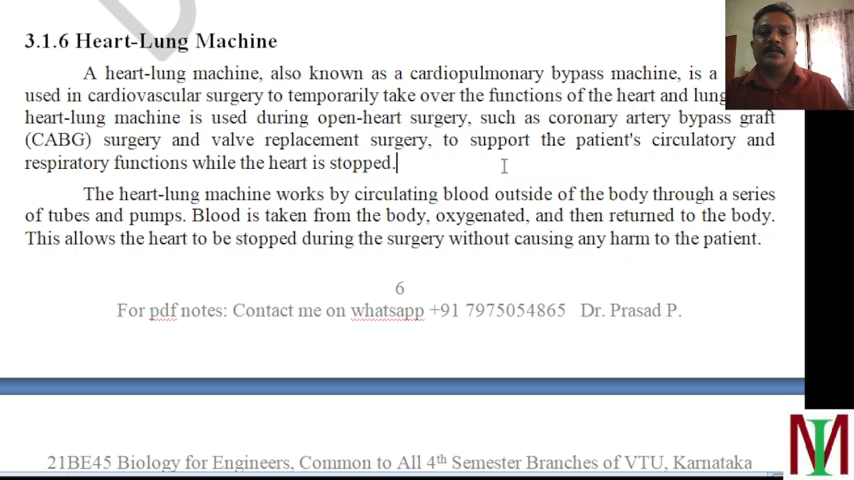 3.1.6 Heart-Lung Machine
A heart-lung machine, also known as a cardiopulmonary bypass machine, is a
used in cardiovascular surgery to temporarily take over the functions of the heart and lung
heart-lung machine is used during open-heart surgery, such as coronary artery bypass graft
(CABG) surgery and valve replacement surgery, to support the patient's circulatory and
respiratory functions while the heart is stopped.
The heart-lung machine works by circulating blood outside of the body through a series
of tubes and pumps. Blood is taken from the body, oxygenated, and then returned to the body.
This allows the heart to be stopped during the surgery without causing any harm to the patient.
6
For pdf notes: Contact me on whatsapp +91 7975054865 Dr. Prasad P.
21BE45 Biology for Engineers, Common to All 4th Semester Branches of VTU, Karnataka